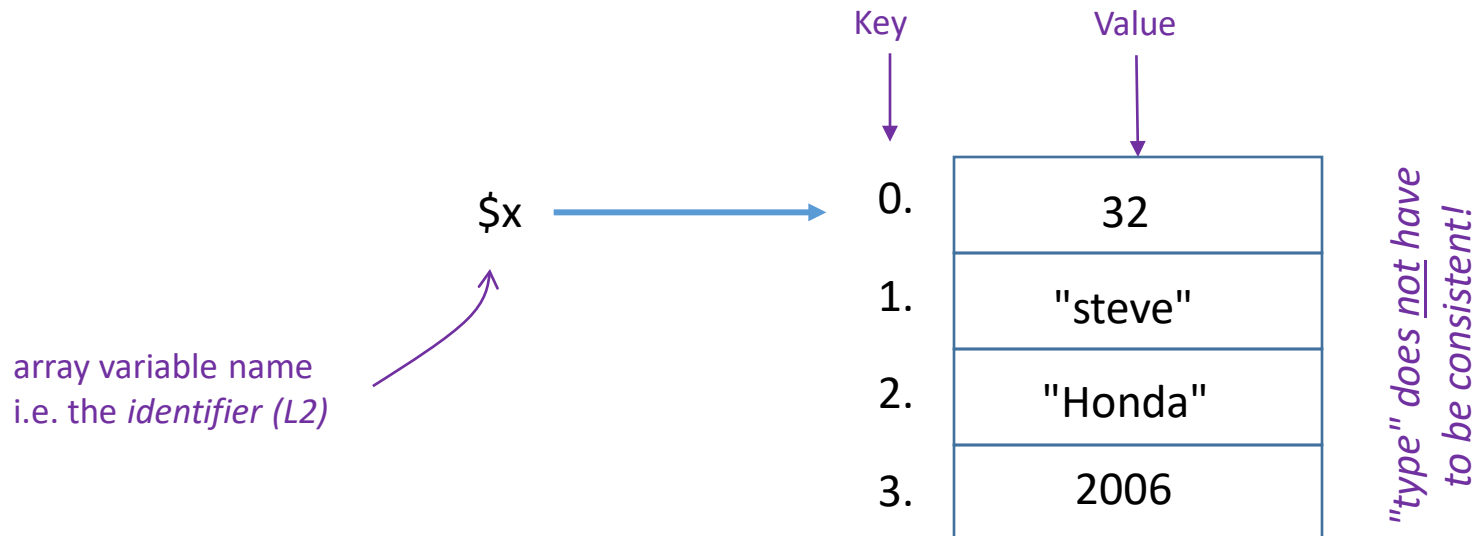 Key
Value
$x
0.
32
1.
"steve"
2.
"Honda"
3.
2006
array variable name
i.e. the identifier (L2)
"type" does not have
to be consistent!